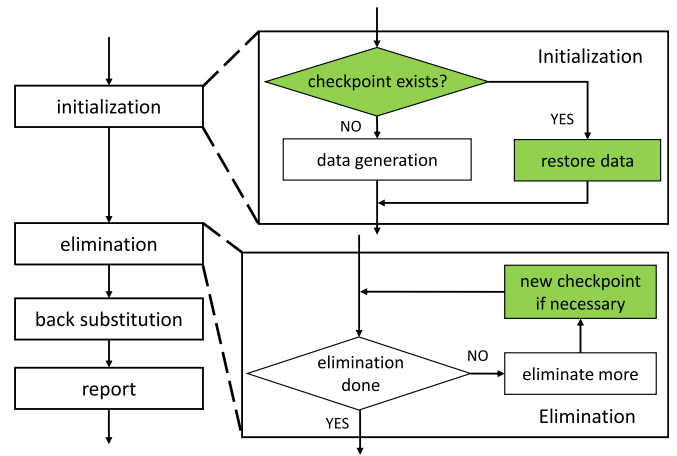 initialization
elimination
back substitution
report
Initialization
checkpoint exists?
NO
YES
data generation
restore data
new checkpoint
if necessary
elimination
done
NO
eliminate more
YES
Elimination